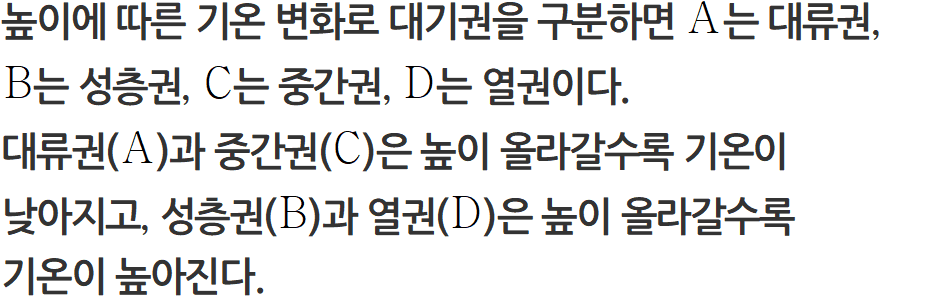 높이에 따른 기온 변화로 대기권을 구분하면 A는 대류권,
B는 성층권, C는 중간권, D는 열권이다.
대류권(A)과 중간권(C)은 높이 올라갈수록 기온이
낮아지고, 성층권(B)과 열권(D)은 높이 올라갈수록
기온이 높아진다.